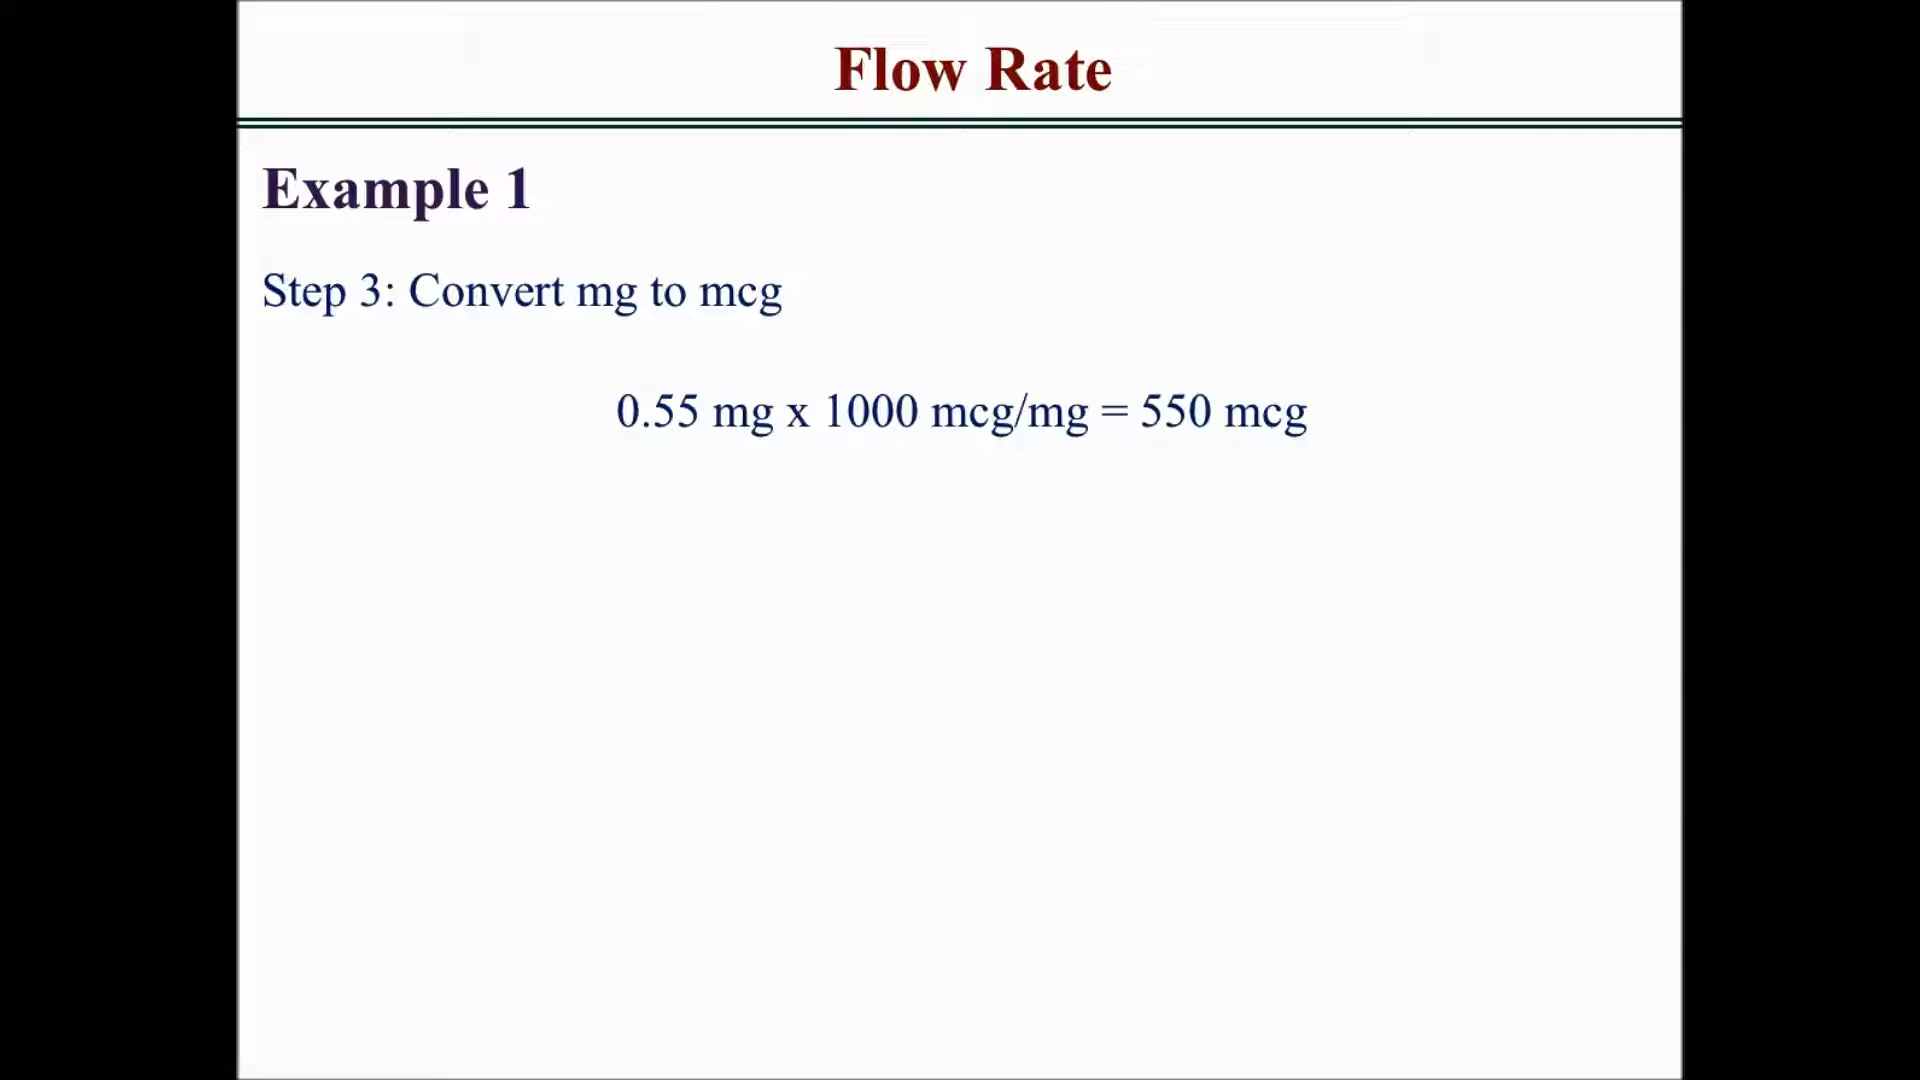 Flow Rate
Example 1
Step 3: Convert mg to mcg
0.55 mg x 1000 mcg/mg = 550 mcg